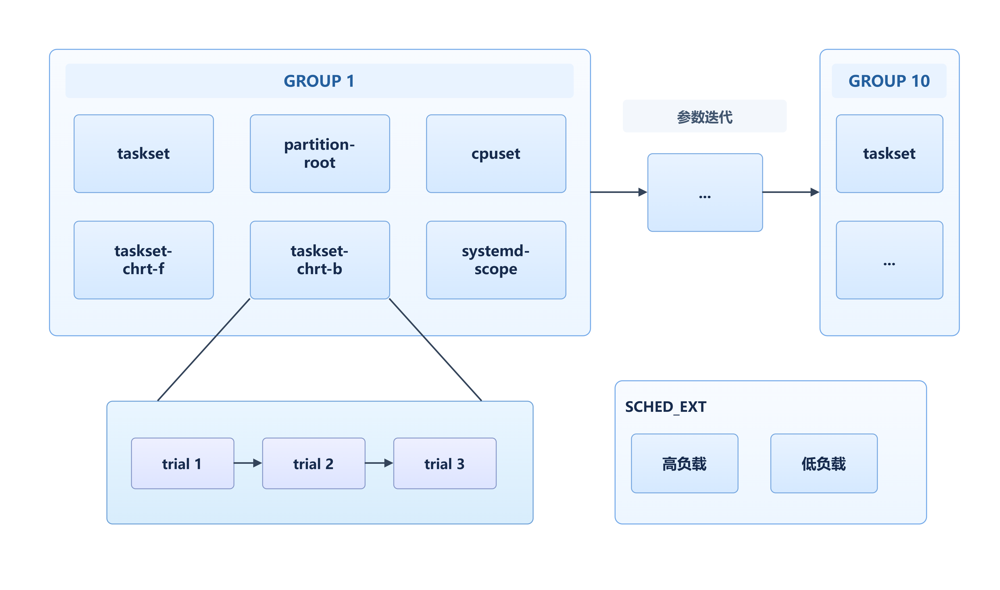 GROUP 1
taskset
partition-
root
cpuset
taskset-
chrt-f
taskset-
chrt-b
systemd-
scope
参数迭代
...
GROUP 10
taskset
...
trial 1
trial 2
trial 3
SCHED_EXT
高负载
低负载